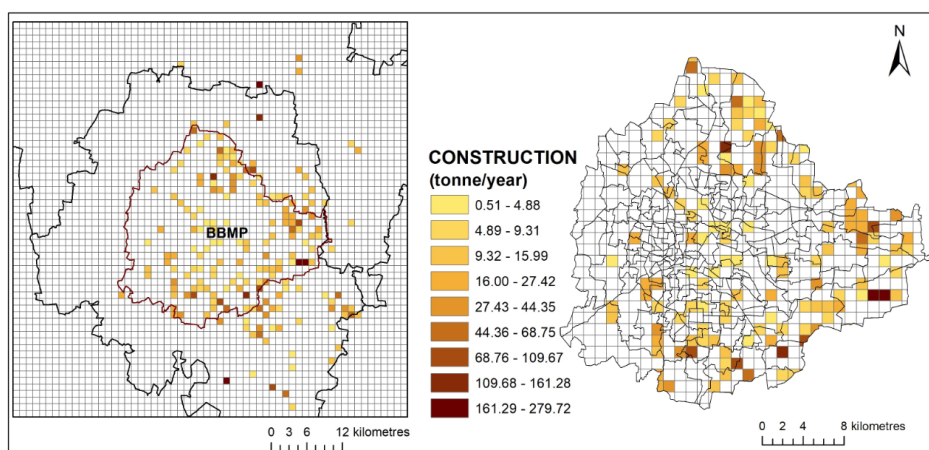 BBMP
0 3 6 9 12 kilometres
CONSTRUCTION
(tonne/year)
0.51 - 4.88
4.89 - 9.31
9.32 - 15.99
16.00 - 27.42
27.43 - 44.35
44.36 - 68.75
68.76 - 109.67
109.68 - 161.28
161.29 - 279.72
N
0 2 4 8 kilometres